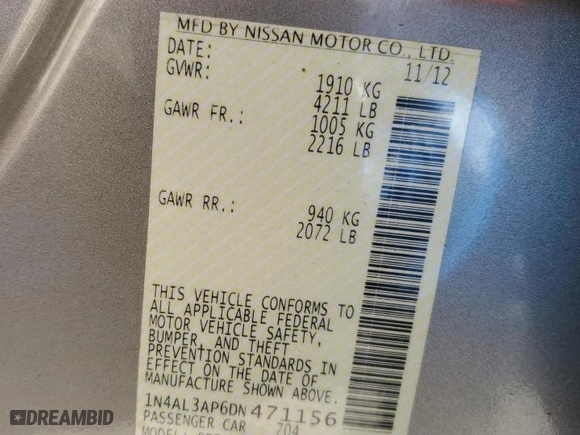 MFD BY NISSAN MOTOR CO., LTD.
DATE: 11/12
GVWR: 1910 KG
4211 LB
GAWR FR.: 1005 KG
2216 LB
GAWR RR.: 940 KG
2072 LB
THIS VEHICLE CONFORMS TO
ALL APPLICABLE FEDERAL
MOTOR VEHICLE SAFETY,
BUMPER, AND THEFT
PREVENTION STANDARDS IN
EFFECT ON THE DATE OF
MANUFACTURE SHOWN ABOVE.
1N4AL3AP6DN471156
PASSENGER CAR 704
DREAMBID